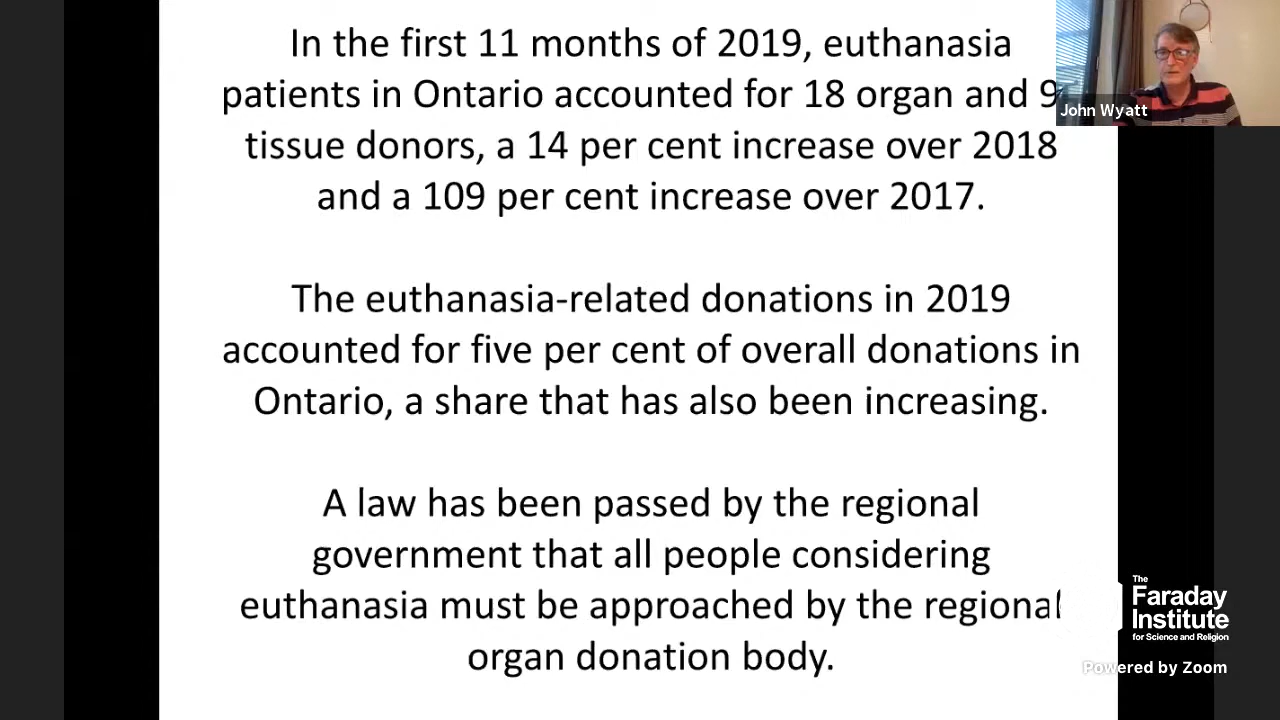 In the first 11 months of 2019, euthanasia
patients in Ontario accounted for 18 organ and
tissue donors, a 14 per cent increase over 2018
and a 109 per cent increase over 2017.
The euthanasia-related donations in 2019
accounted for five per cent of overall donations in
Ontario, a share that has also been increasing.
A law has been passed by the regional
government that all people considering
euthanasia must be approached by the regional
organ donation body.
John Wyatt
The
Faraday
Institute
for Science and Religion
Powered by Zoom